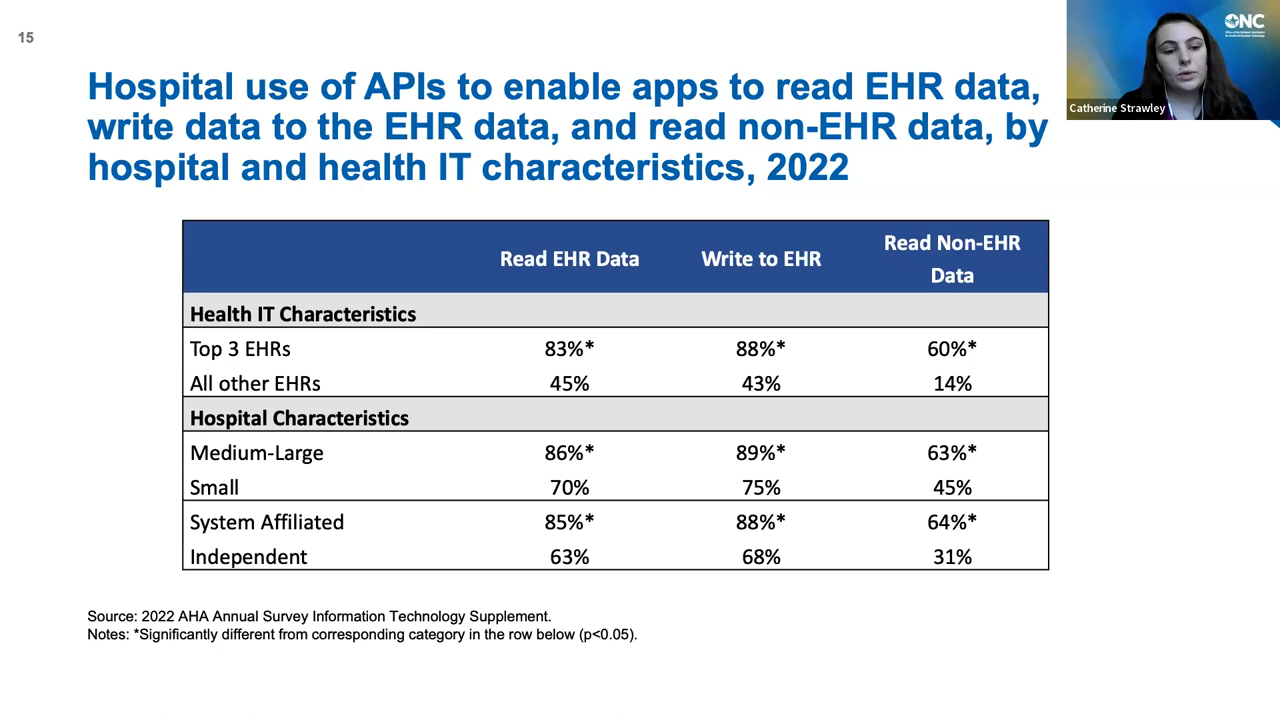 15
Hospital use of APIs to enable apps to read EHR data,
write data to the EHR data, and read non-EHR data, by
hospital and health IT characteristics, 2022
ONC
Catherine Strawley
Read EHR Data Write to EHR Read Non-EHR Data
Health IT Characteristics
Top 3 EHRs 83%* 88%* 60%*
All other EHRs 45% 43% 14%
Hospital Characteristics
Medium-Large 86%* 89%* 63%*
Small 70% 75% 45%
System Affiliated 85%* 88%* 64%*
Independent 63% 68% 31%
Source: 2022 AHA Annual Survey Information Technology Supplement.
Notes: *Significantly different from corresponding category in the row below (p<0.05).